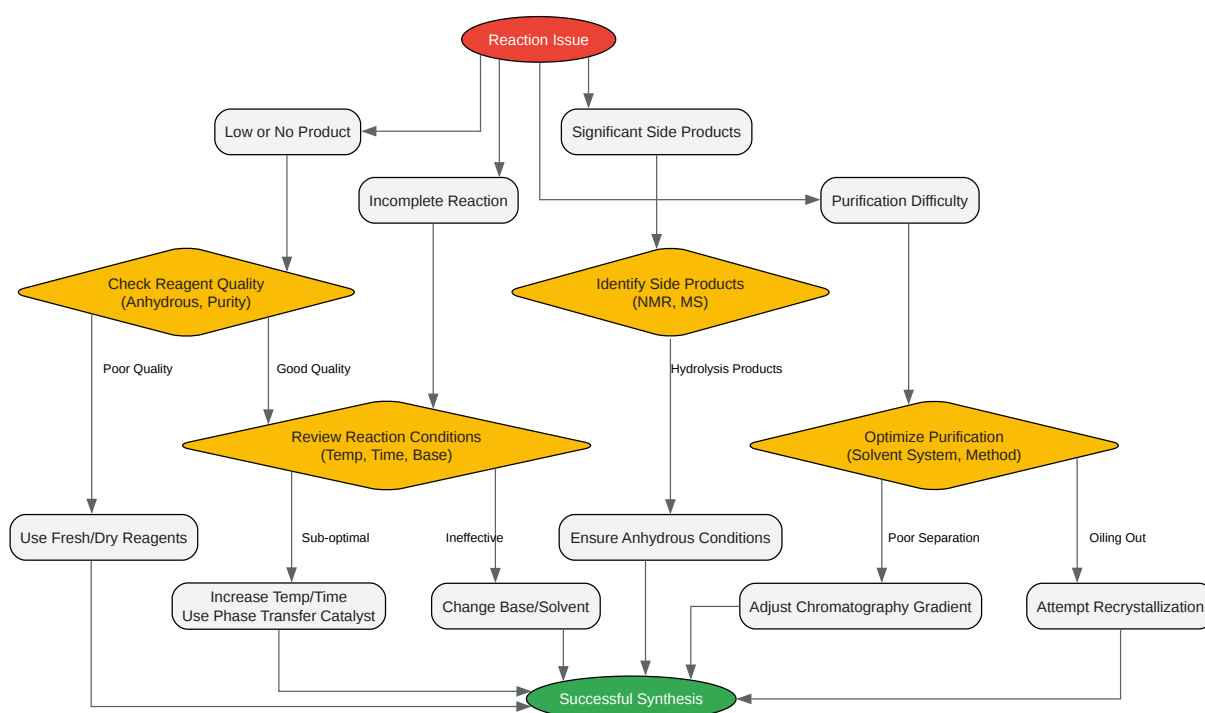 Reaction Issue
Low or No Product
Significant Side Products
Incomplete Reaction
Purification Difficulty
Check Reagent Quality
(Anhydrous, Purity)
Identify Side Products
(NMR, MS)
Poor Quality
Good Quality
Hydrolysis Products
Review Reaction Conditions
(Temp, Time, Base)
Optimize Purification
(Solvent System, Method)
Use Fresh/Dry Reagents
Sub-optimal
Ineffective
Ensure Anhydrous Conditions
Poor Separation
Oiling Out
Increase Temp/Time
Use Phase Transfer Catalyst
Change Base/Solvent
Adjust Chromatography Gradient
Attempt Recrystallization
Successful Synthesis